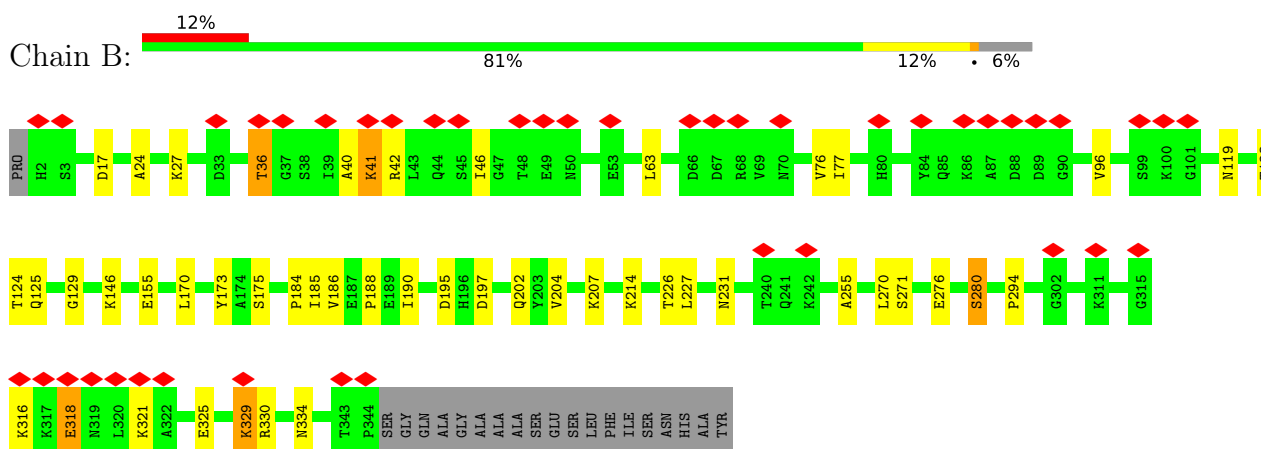 12%
Chain B:
81% 12% • 6%
PRO H2 S3 D17 A24 K27 D33 T36 G37 S38 I39 A40 K41 R42 L43 Q44 S45 I46 G47 T48 E49 N50 E53 L63 D66 D67 R68 V69 N70 V76 I77 H80 Y84 Q85 K86 A87 D88 D89 G90 V96 S99 K100 G101 N119
T124 Q125 G129 K146 E155 L170 Y173 A174 S175 P184 I185 V186 E187 P188 E189 I190 D195 H196 D197 Q202 Y203 V204 K207 K214 T226 L227 N231 T240 Q241 K242 A255 L270 S271 E276 S280 P294 G302 K311 G315
K316 K317 E318 N319 L320 K321 A322 E325 K329 R330 N334 T343 P344 SER GLY GLN ALA GLY ALA ALA ALA SER GLU SER LEU PHE ILE SER ASN HIS ALA TYR